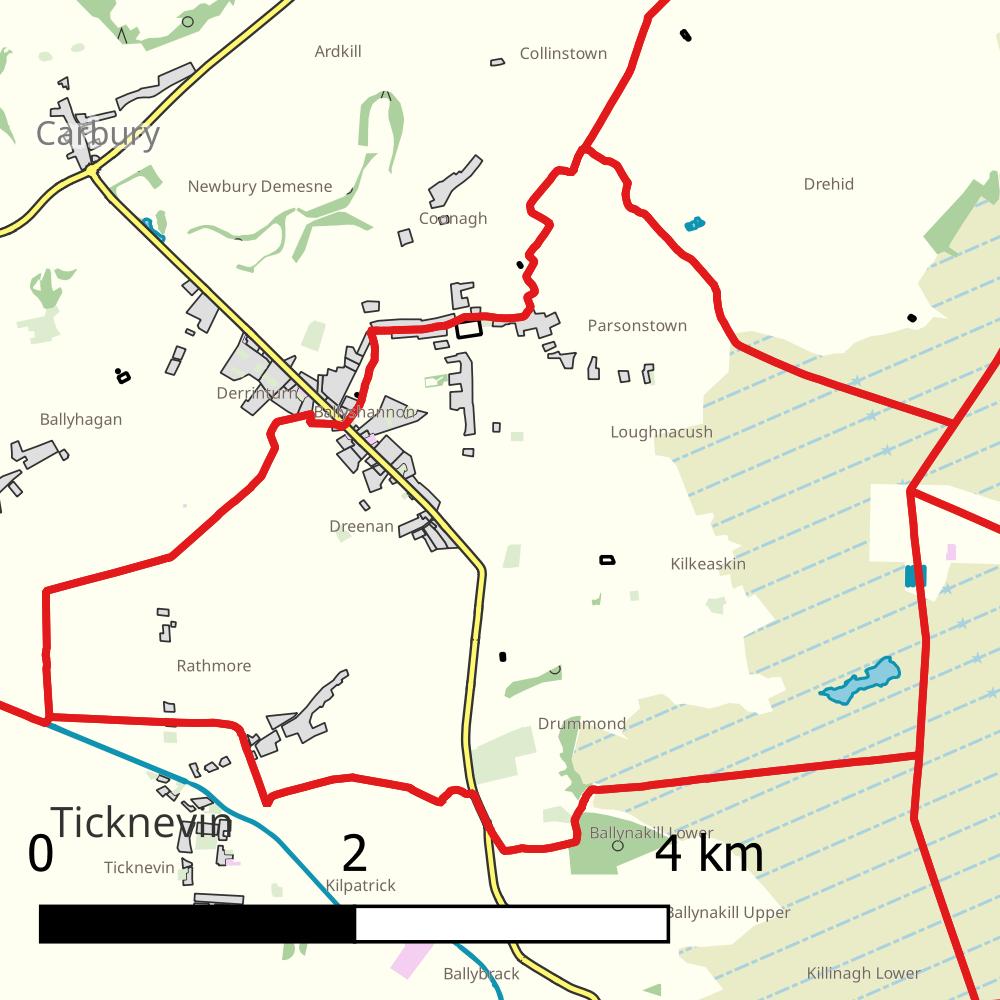 Ardkill
Collinstown
Carbury
Newbury Demesne
Drehid
Coonagh
Parsonstown
Derrinturn
Ballyshannon
Ballyhagan
Loughnacush
Dreenan
Kilkeaskin
Rathmore
Drummond
Ticknevin
Ballynakill Lower
0 2 4 km
Ticknevin
Kilpatrick
Ballynakill Upper
Ballybrack
Killinagh Lower